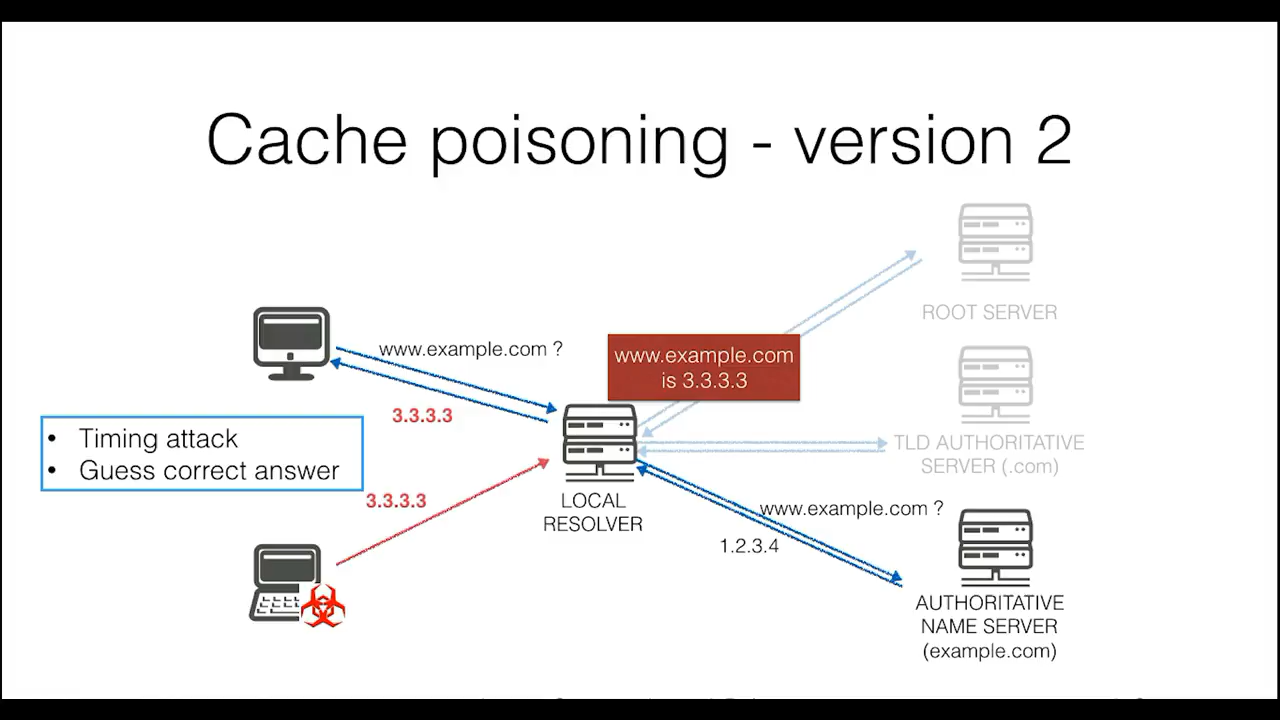 Cache poisoning - version 2
ROOT SERVER
www.example.com ?
www.example.com
is 3.3.3.3
3.3.3.3
• Timing attack
• Guess correct answer
TLD AUTHORITATIVE
SERVER (.com)
3.3.3.3
LOCAL
RESOLVER
www.example.com ?
1.2.3.4
AUTHORITATIVE
NAME SERVER
(example.com)